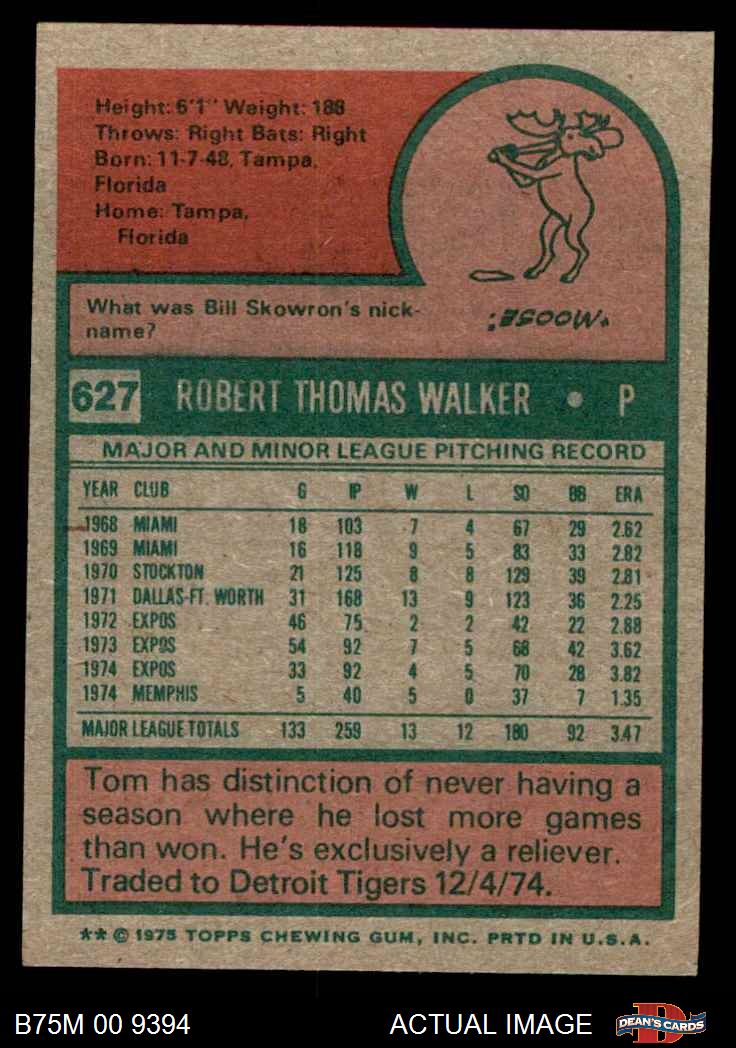 Height: 6'1" Weight: 188
Throws: Right Bats: Right
Born: 11-7-48, Tampa,
Florida
Home: Tampa,
Florida
What was Bill Skowron's nick-
name?
"MOOSE."
627 ROBERT THOMAS WALKER • P
MAJOR AND MINOR LEAGUE PITCHING RECORD
YEAR CLUB G IP W L SO BB ERA
1968 MIAMI 18 103 7 4 67 29 2.62
1969 MIAMI 16 118 9 5 83 33 2.82
1970 STOCKTON 21 125 8 8 129 39 2.81
1971 DALLAS-FT. WORTH 31 168 13 9 123 36 2.25
1972 EXPOS 46 75 2 2 42 22 2.88
1973 EXPOS 54 92 7 5 68 42 3.62
1974 EXPOS 33 92 4 5 70 28 3.82
1974 MEMPHIS 5 40 5 0 37 7 1.35
MAJOR LEAGUE TOTALS 133 259 13 12 180 92 3.47
Tom has distinction of never having a
season where he lost more games
than won. He's exclusively a reliever.
Traded to Detroit Tigers 12/4/74.
** © 1975 TOPPS CHEWING GUM, INC. PRTD IN U.S.A.
B75M 00 9394 ACTUAL IMAGE D DEAN'S CARDS